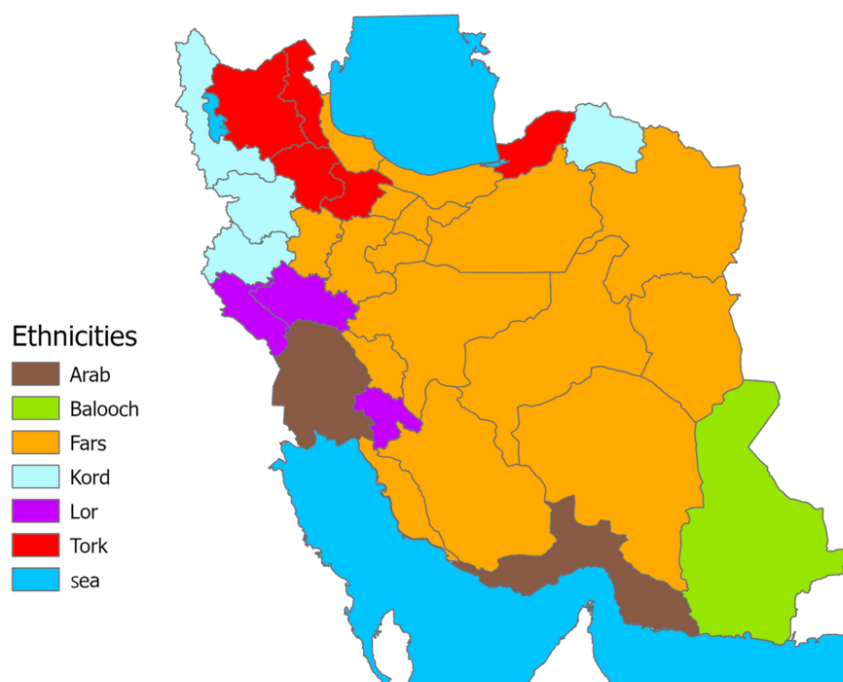 Ethnicities
Arab
Balooch
Fars
Kord
Lor
Tork
sea